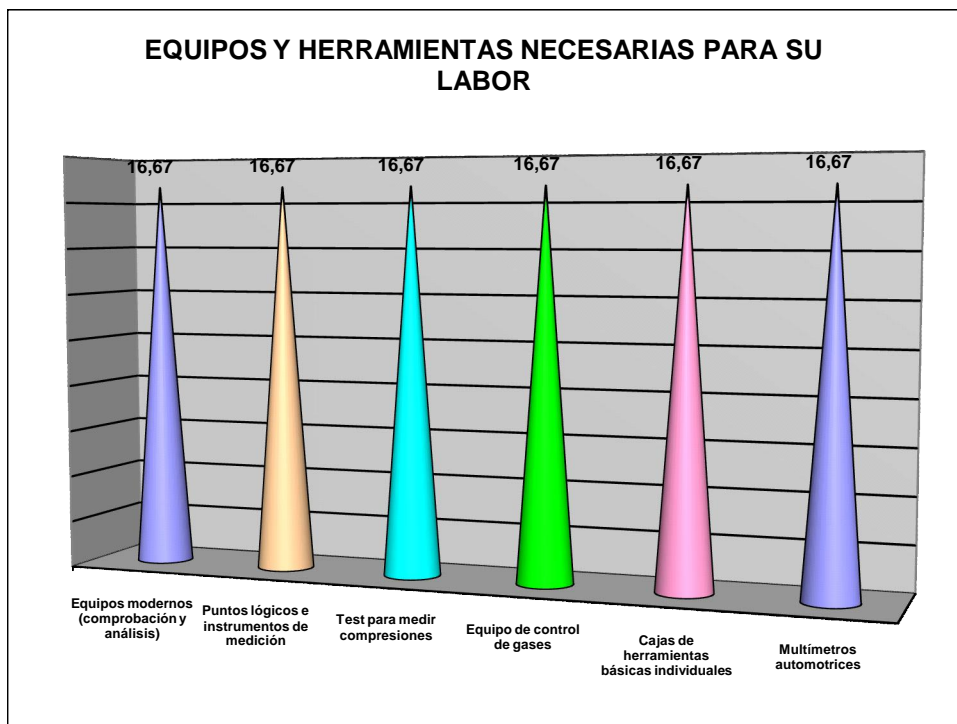 EQUIPOS Y HERRAMIENTAS NECESARIAS PARA SU
LABOR
16,67
16,67
16,67
16,67
16,67
16,67
Equipos modernos
(comprobación y
análisis)
Puntos lógicos e
instrumentos de
medición
Test para medir
compresiones
Equipo de control
de gases
Cajas de
herramientas
básicas individuales
Multímetros
automotrices